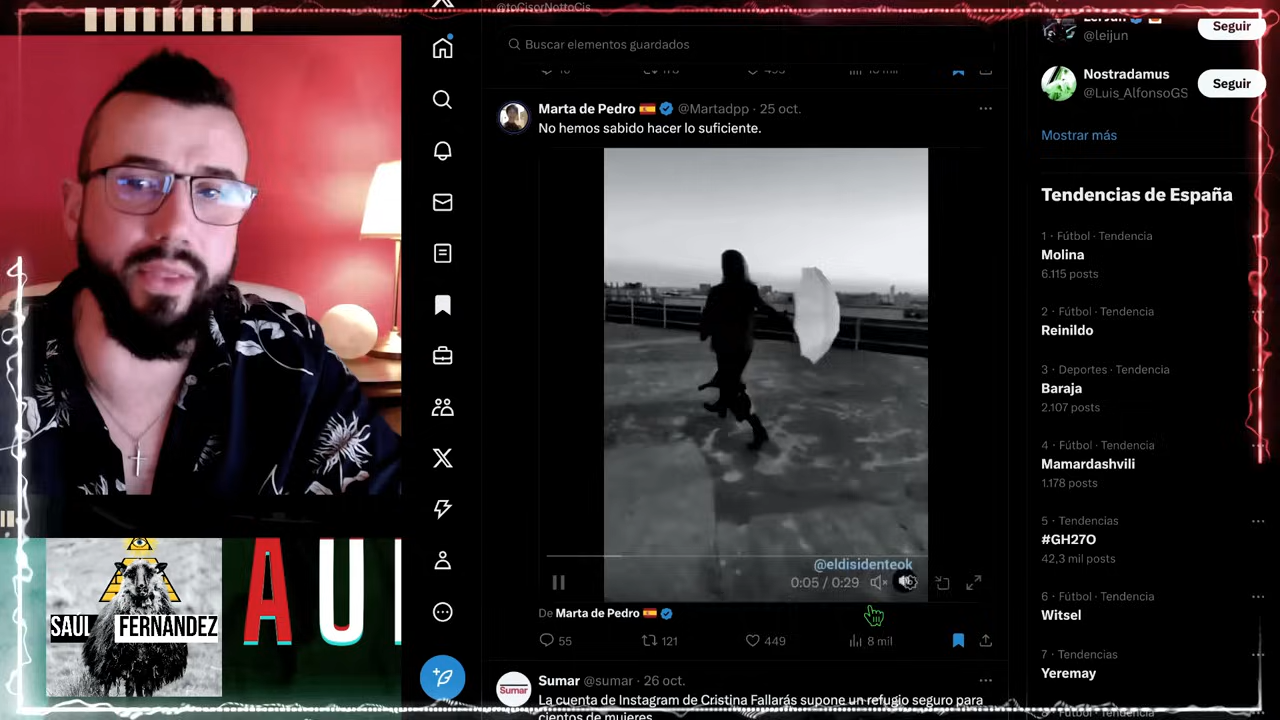 @toCisorNottoCis
Buscar elementos guardados
Marta de Pedro 🇪🇸 @Martadpp · 25 oct.
No hemos sabido hacer lo suficiente.
@eldisidenteok
0:05 / 0:29
De Marta de Pedro 🇪🇸
55 121 449 8 mil
Sumar @sumar · 26 oct.
Sumar
La cuenta de Instagram de Cristina Fallarás supone un refugio seguro para
cientos de mujeres
@leijun
Seguir
Nostradamus
@Luis_AlfonsoGS
Seguir
Mostrar más
Tendencias de España
1 · Fútbol · Tendencia
Molina
6.115 posts
2 · Fútbol · Tendencia
Reinildo
3 · Deportes · Tendencia
Baraja
2.107 posts
4 · Fútbol · Tendencia
Mamardashvili
1.178 posts
5 · Tendencias
#GH27O
42,3 mil posts
6 · Fútbol · Tendencia
Witsel
7 · Tendencias
Yeremay
SAÚL FERNÁNDEZ
A U